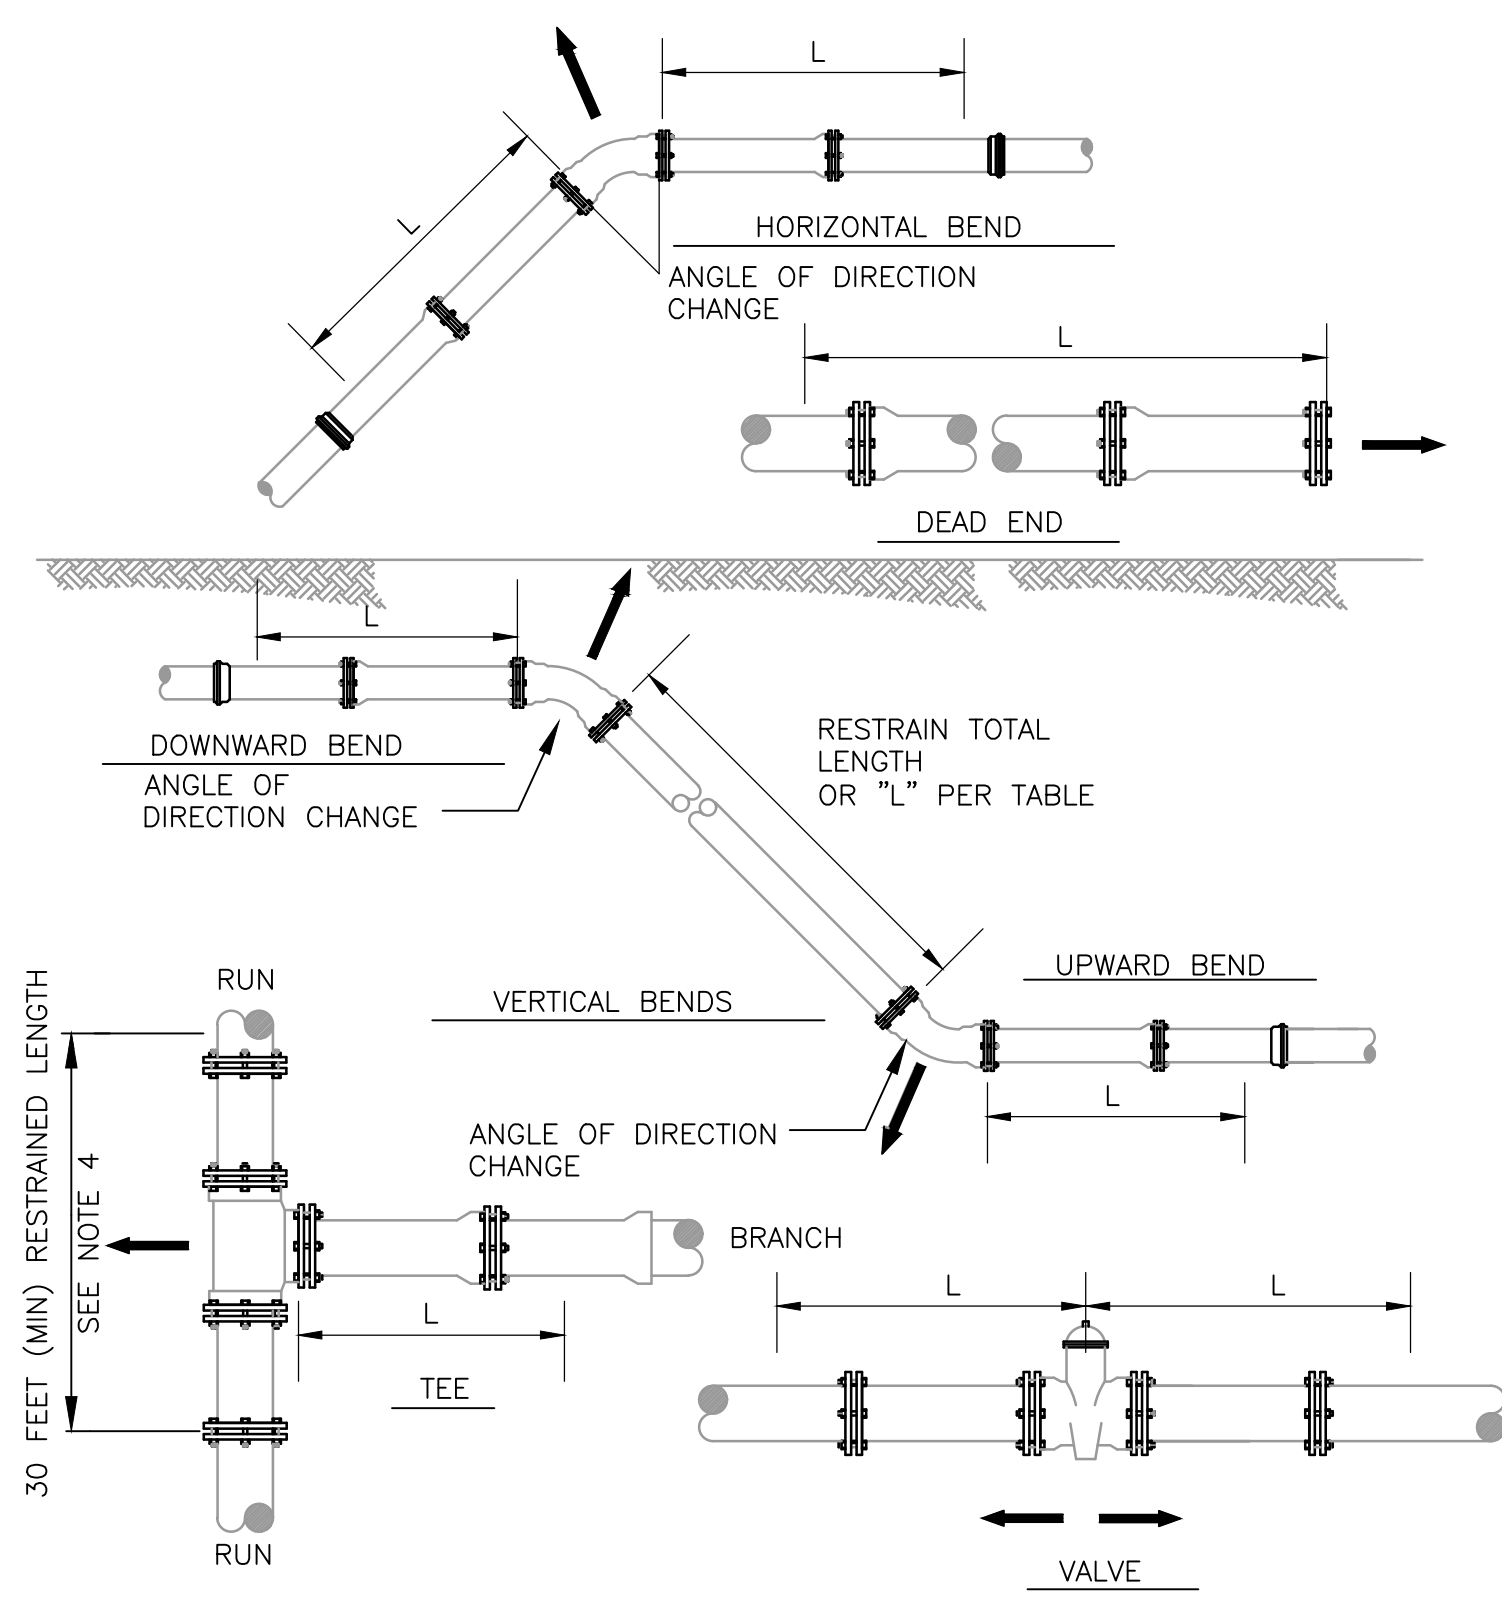 L
L
HORIZONTAL BEND
ANGLE OF DIRECTION
CHANGE
L
DEAD END
L
DOWNWARD BEND
ANGLE OF
DIRECTION CHANGE
RESTRAIN TOTAL
LENGTH
OR "L" PER TABLE
UPWARD BEND
VERTICAL BENDS
L
ANGLE OF DIRECTION
CHANGE
RUN
30 FEET (MIN) RESTRAINED LENGTH
SEE NOTE 4
BRANCH
L
TEE
RUN
L
L
VALVE